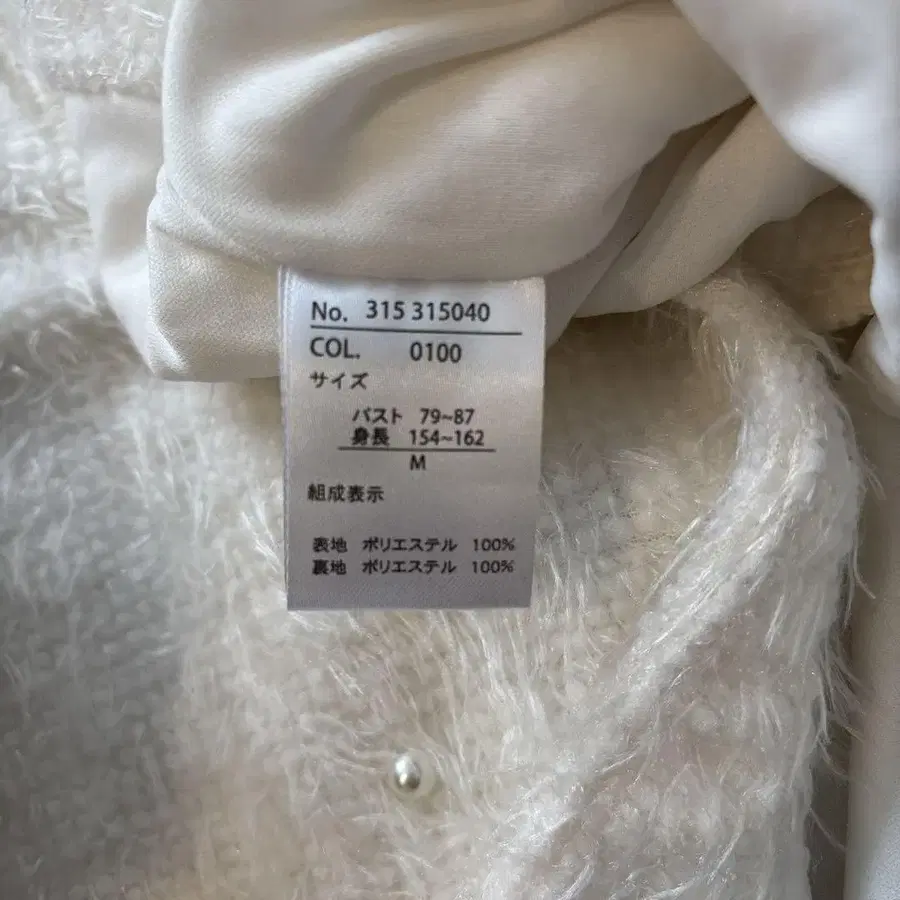 No. 315 315040
COL. 0100
サイズ
バスト 79~87
身長 154~162
M
組成表示
表地 ポリエステル 100%
裏地 ポリエステル 100%